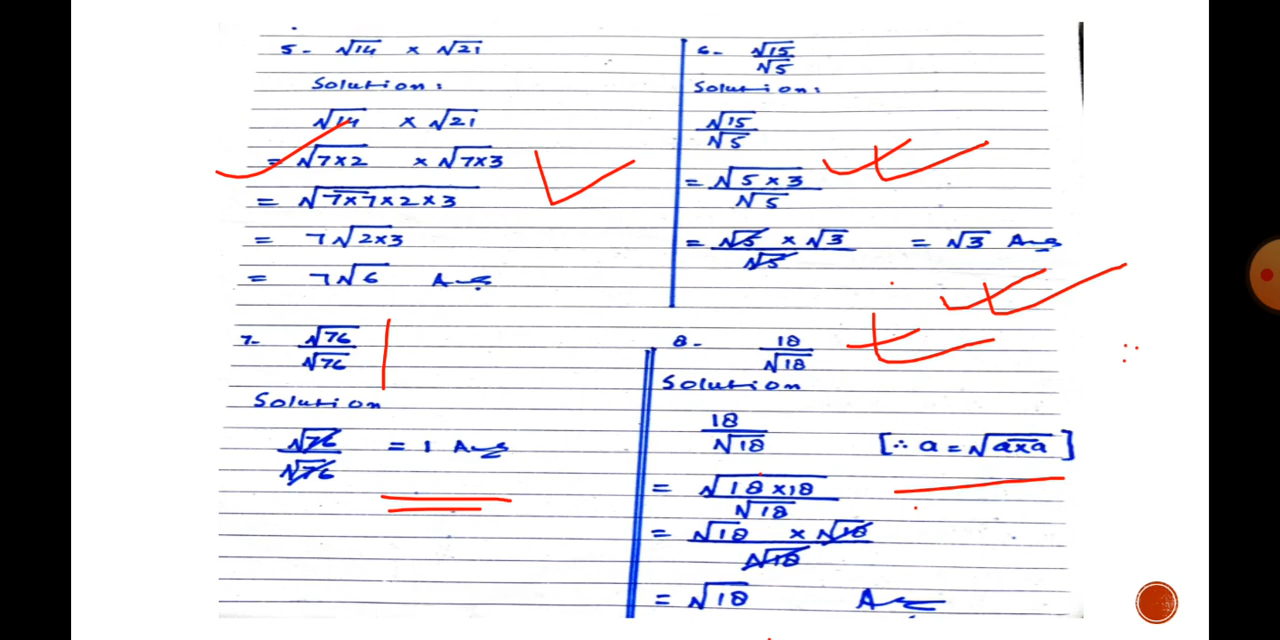 5- √14 × √21
Solution:
√14 × √21
= √7×2 × √7×3
= √7×7×2×3
= 7√2×3
= 7√6 Ans
6- √15/√5
Solution:
√15/√5
= √5×3/√5
= √5 × √3/√5 = √3 Ans
7- √76/√76
Solution
√76/√76 = 1 Ans
8- 18/√18
Solution
18/√18 [∴ a = √a×a]
= √18×18/√18
= √18 × √18/√18
= √18 Ans